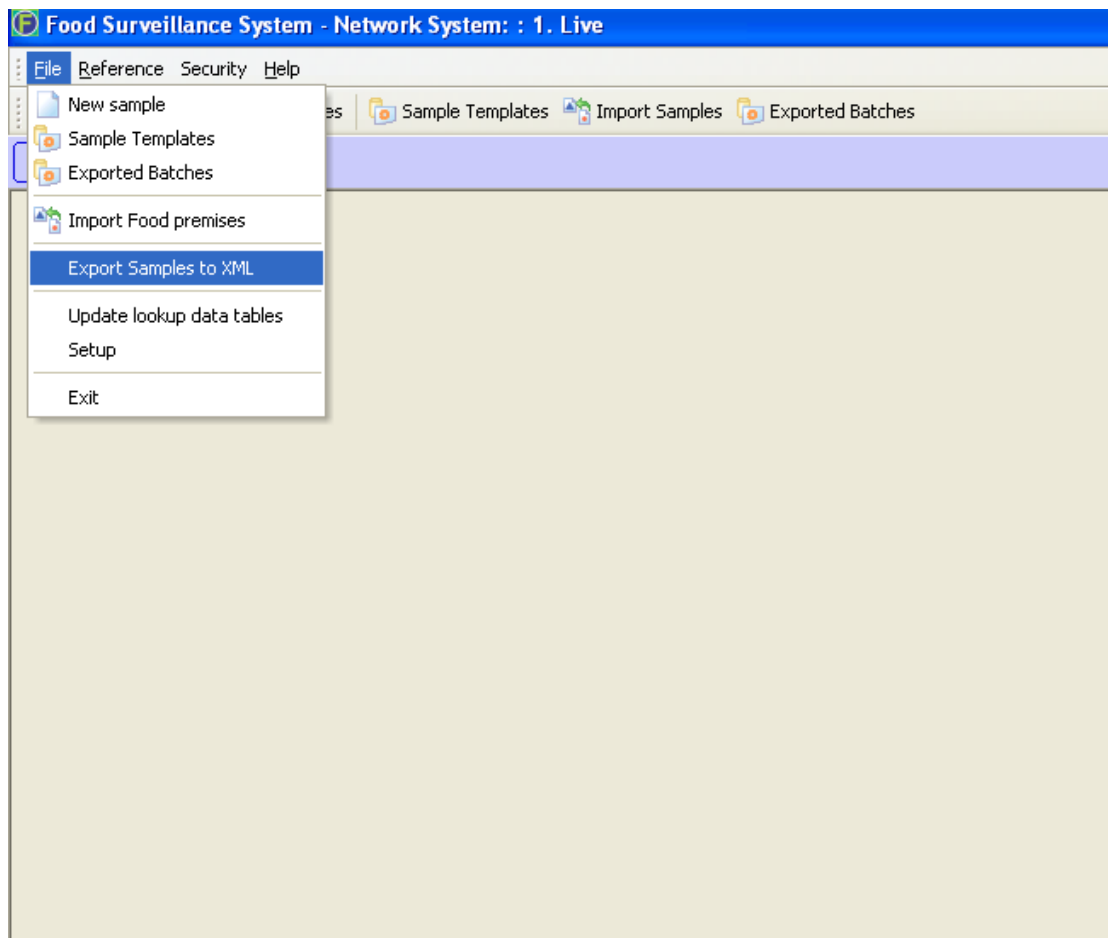 Food Surveillance System - Network System: : 1. Live
File Reference Security Help
es Sample Templates Import Samples Exported Batches
New sample
Sample Templates
Exported Batches
Import Food premises
Export Samples to XML
Update lookup data tables
Setup
Exit